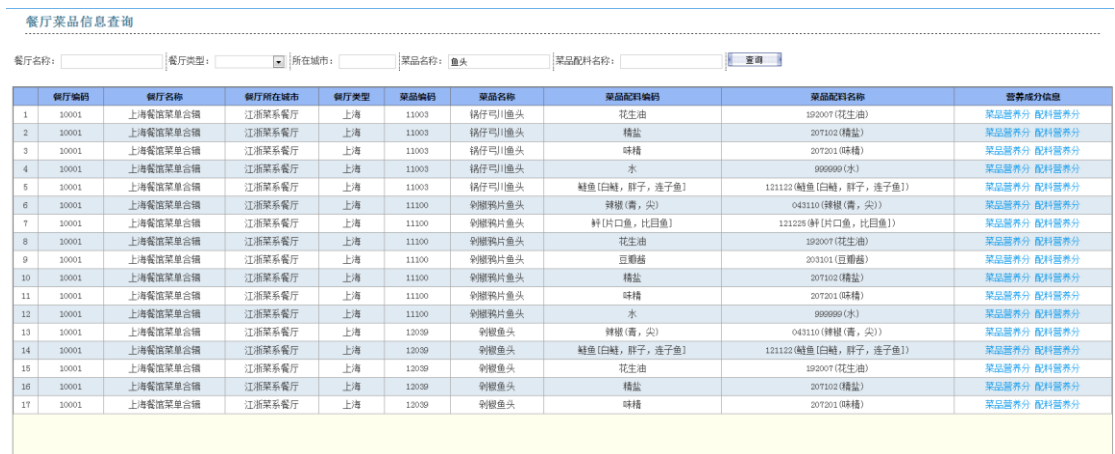 餐厅菜品信息查询
餐厅名称： 餐厅类型： 所在城市： 菜品名称： 鱼头 菜品配料名称： 查询
餐厅编码 餐厅名称 餐厅所在城市 餐厅类型 菜品编码 菜品名称 菜品配料编码 菜品配料名称 营养成分信息
1 10001 上海餐馆菜单合辑 江浙菜系餐厅 上海 11003 锅仔弓川鱼头 花生油 192007(花生油) 菜品营养分 配料营养分
2 10001 上海餐馆菜单合辑 江浙菜系餐厅 上海 11003 锅仔弓川鱼头 精盐 207102(精盐) 菜品营养分 配料营养分
3 10001 上海餐馆菜单合辑 江浙菜系餐厅 上海 11003 锅仔弓川鱼头 味精 207201(味精) 菜品营养分 配料营养分
4 10001 上海餐馆菜单合辑 江浙菜系餐厅 上海 11003 锅仔弓川鱼头 水 999999(水) 菜品营养分 配料营养分
5 10001 上海餐馆菜单合辑 江浙菜系餐厅 上海 11003 锅仔弓川鱼头 鲢鱼[白鲢，胖子，连子鱼] 121122(鲢鱼[白鲢，胖子，连子鱼]) 菜品营养分 配料营养分
6 10001 上海餐馆菜单合辑 江浙菜系餐厅 上海 11100 剁椒鸦片鱼头 辣椒(青，尖) 043110(辣椒(青，尖)) 菜品营养分 配料营养分
7 10001 上海餐馆菜单合辑 江浙菜系餐厅 上海 11100 剁椒鸦片鱼头 鲆[片口鱼，比目鱼] 121225(鲆[片口鱼，比目鱼]) 菜品营养分 配料营养分
8 10001 上海餐馆菜单合辑 江浙菜系餐厅 上海 11100 剁椒鸦片鱼头 花生油 192007(花生油) 菜品营养分 配料营养分
9 10001 上海餐馆菜单合辑 江浙菜系餐厅 上海 11100 剁椒鸦片鱼头 豆瓣酱 203101(豆瓣酱) 菜品营养分 配料营养分
10 10001 上海餐馆菜单合辑 江浙菜系餐厅 上海 11100 剁椒鸦片鱼头 精盐 207102(精盐) 菜品营养分 配料营养分
11 10001 上海餐馆菜单合辑 江浙菜系餐厅 上海 11100 剁椒鸦片鱼头 味精 207201(味精) 菜品营养分 配料营养分
12 10001 上海餐馆菜单合辑 江浙菜系餐厅 上海 11100 剁椒鸦片鱼头 水 999999(水) 菜品营养分 配料营养分
13 10001 上海餐馆菜单合辑 江浙菜系餐厅 上海 12039 剁椒鱼头 辣椒(青，尖) 043110(辣椒(青，尖)) 菜品营养分 配料营养分
14 10001 上海餐馆菜单合辑 江浙菜系餐厅 上海 12039 剁椒鱼头 鲢鱼[白鲢，胖子，连子鱼] 121122(鲢鱼[白鲢，胖子，连子鱼]) 菜品营养分 配料营养分
15 10001 上海餐馆菜单合辑 江浙菜系餐厅 上海 12039 剁椒鱼头 花生油 192007(花生油) 菜品营养分 配料营养分
16 10001 上海餐馆菜单合辑 江浙菜系餐厅 上海 12039 剁椒鱼头 精盐 207102(精盐) 菜品营养分 配料营养分
17 10001 上海餐馆菜单合辑 江浙菜系餐厅 上海 12039 剁椒鱼头 味精 207201(味精) 菜品营养分 配料营养分